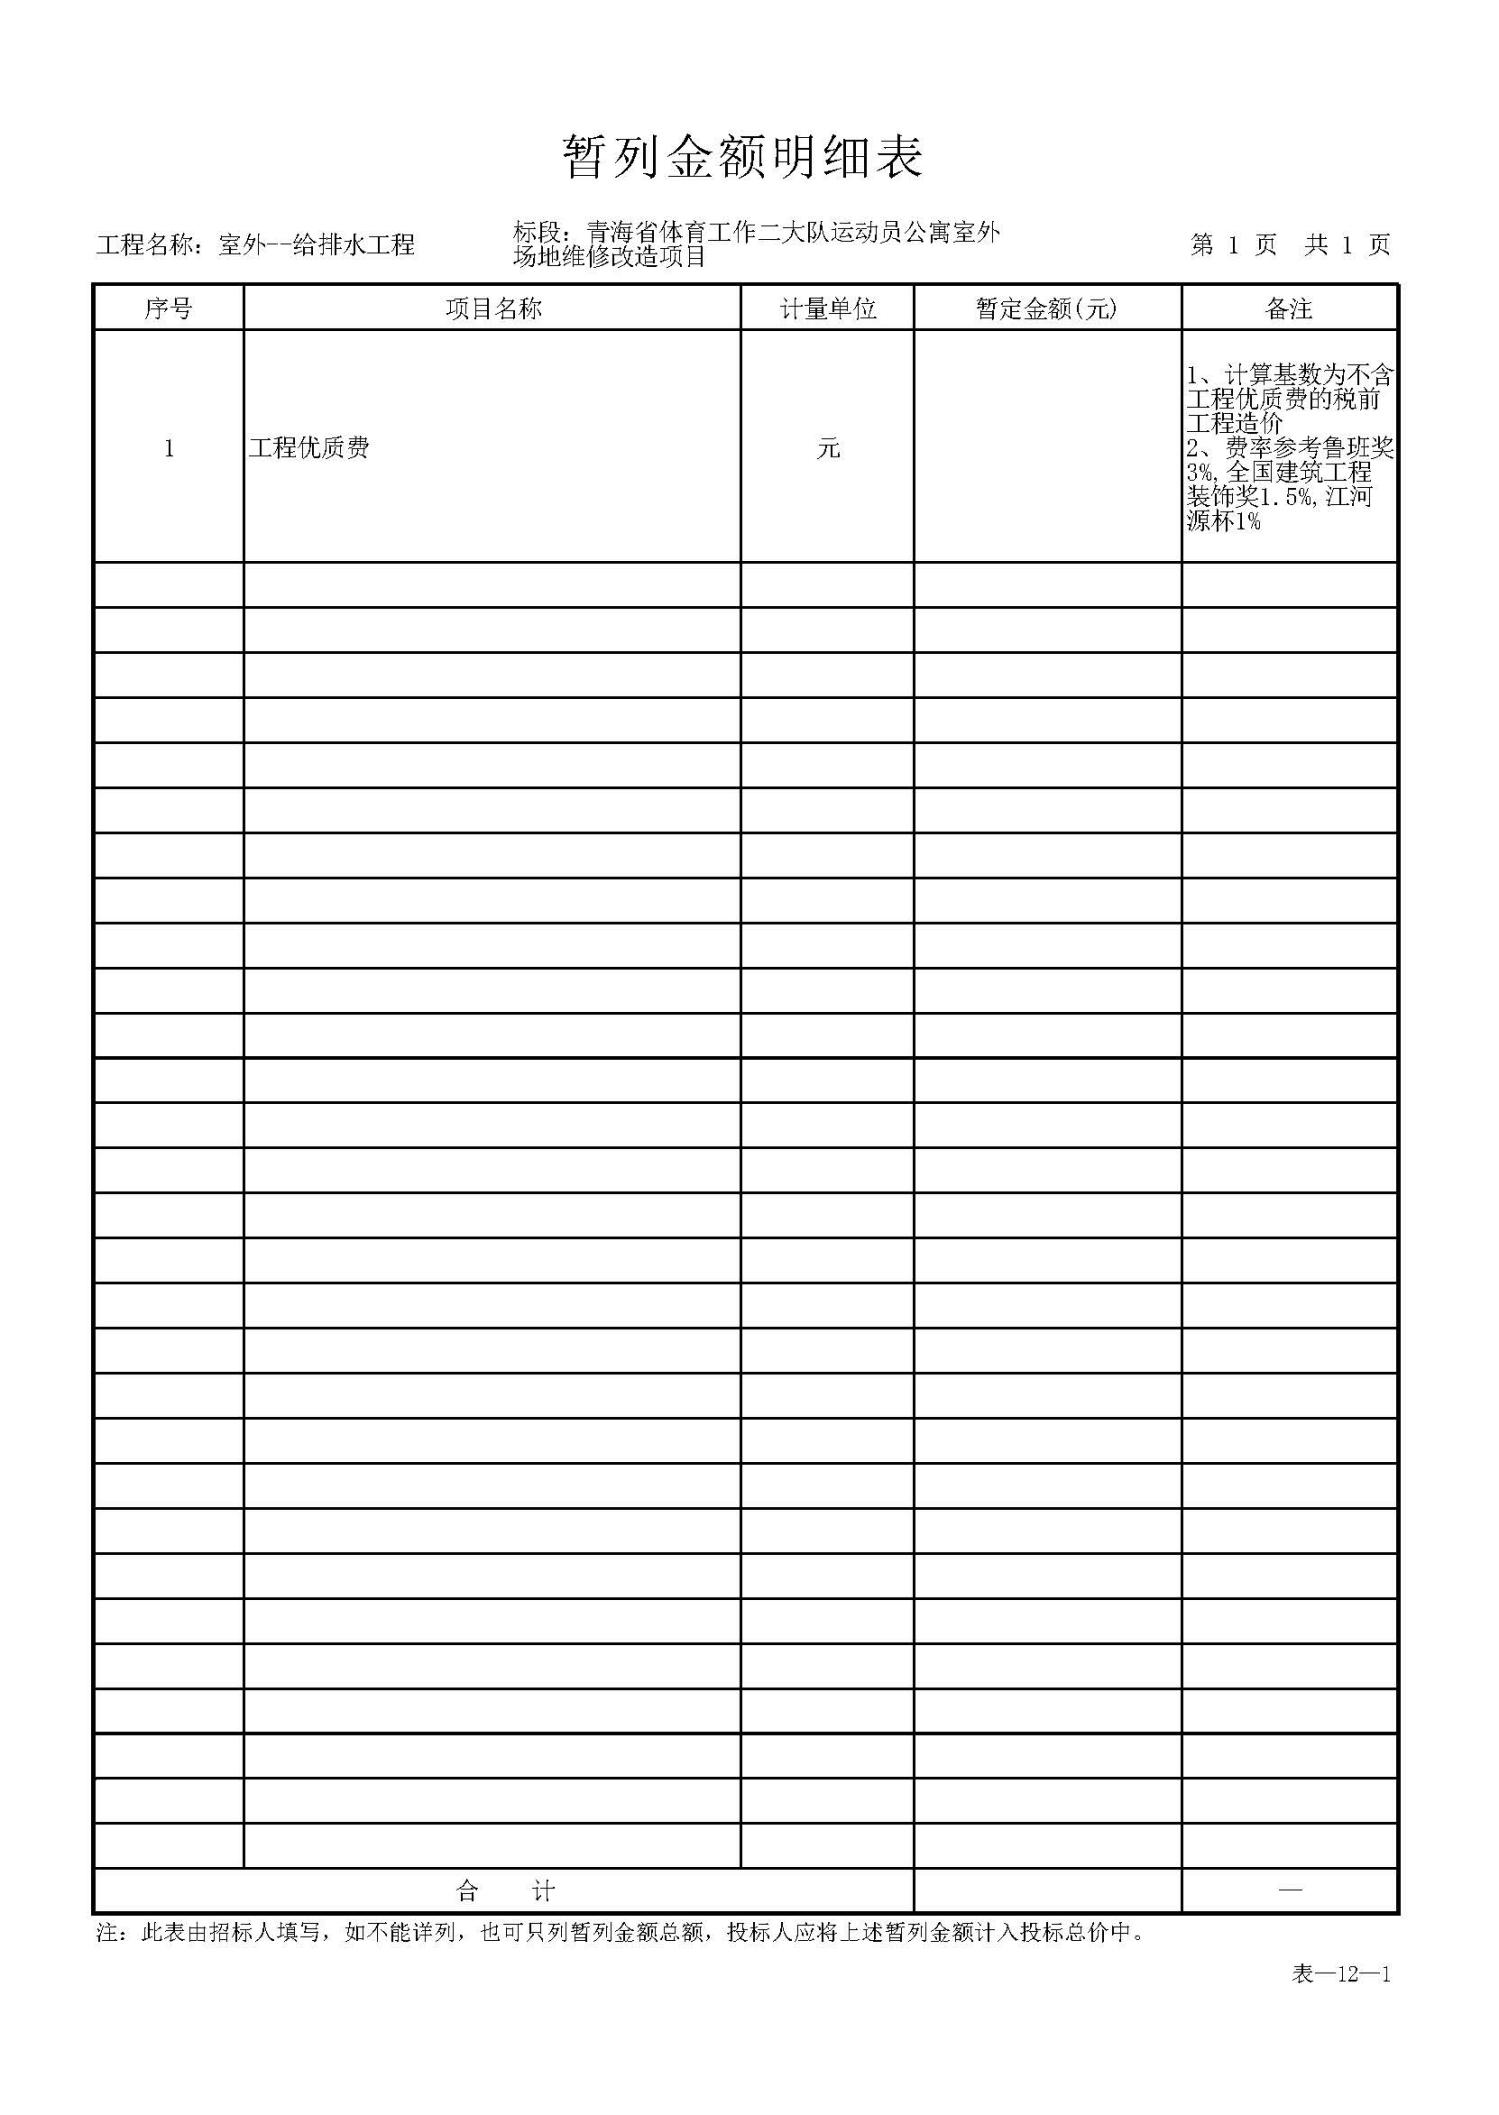 暂列金额明细表
工程名称：室外--给排水工程
标段：青海省体育工作二大队运动员公寓室外
场地维修改造项目
第 1 页 共 1 页
序号 项目名称 计量单位 暂定金额(元) 备注
1 工程优质费 元
1、计算基数为不含
工程优质费的税前
工程造价
2、费率参考鲁班奖
3%,全国建筑工程
装饰奖1.5%,江河
源杯1%
合 计 —
注：此表由招标人填写，如不能详列，也可只列暂列金额总额，投标人应将上述暂列金额计入投标总价中。
表—12—1